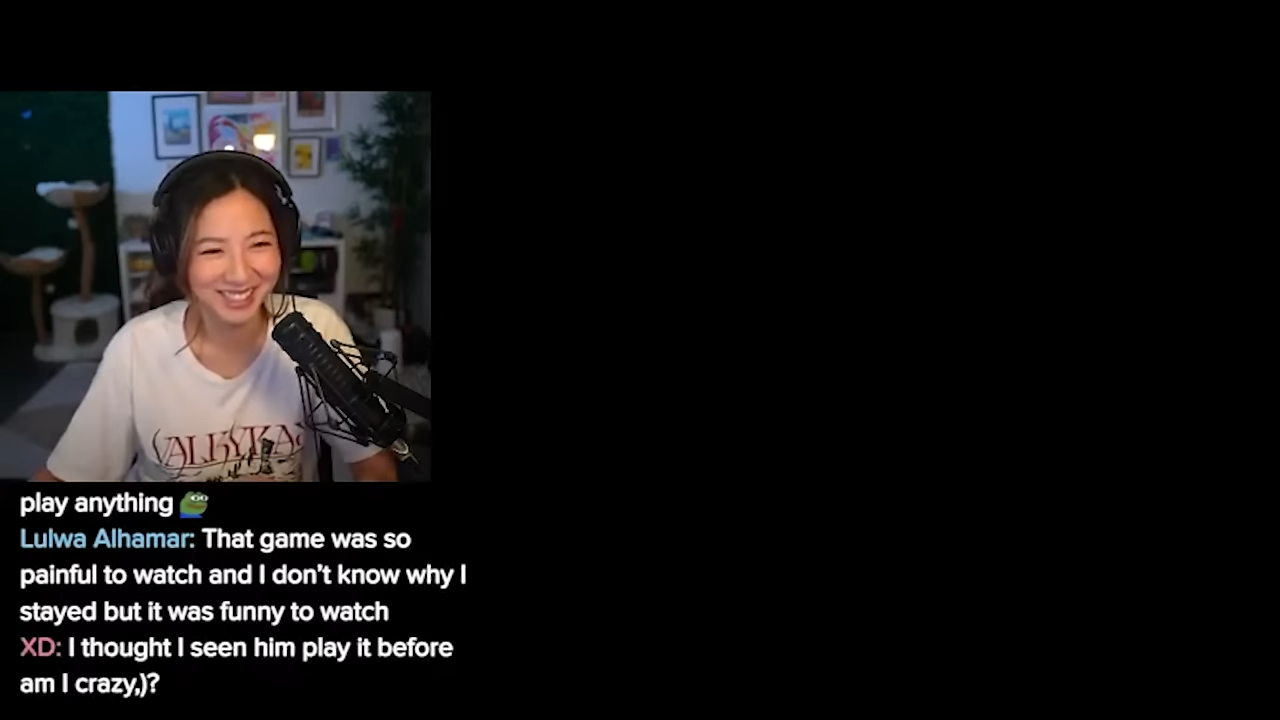 VALKYRAE
play anything
Lulwa Alhamar: That game was so
painful to watch and I don't know why I
stayed but it was funny to watch
XD: I thought I seen him play it before
am I crazy,)?